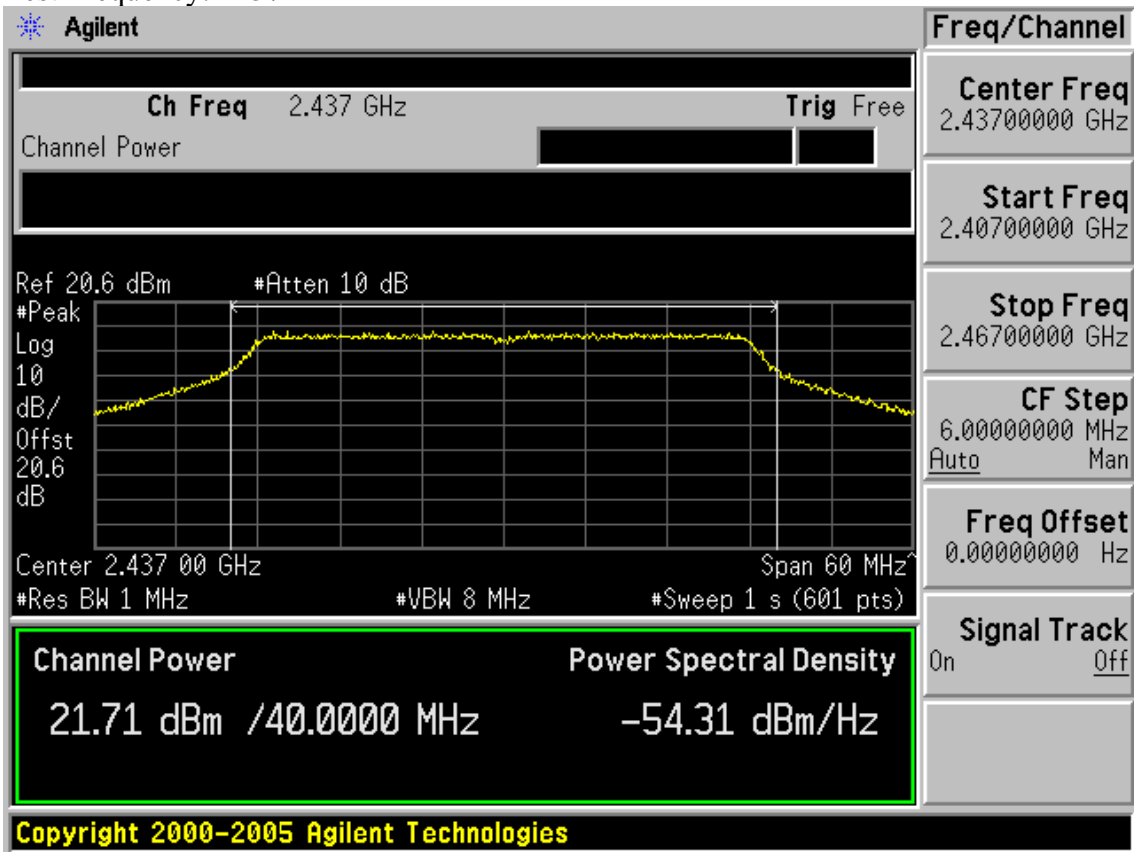 Agilent
Freq/Channel
Ch Freq 2.437 GHz Trig Free
Channel Power
Center Freq
2.43700000 GHz
Start Freq
2.40700000 GHz
Stop Freq
2.46700000 GHz
CF Step
6.00000000 MHz
Auto Man
Freq Offset
0.00000000 Hz
Signal Track
On Off
Ref 20.6 dBm #Atten 10 dB
#Peak
Log
10
dB/
Offst
20.6
dB
Center 2.437 00 GHz Span 60 MHz^
#Res BW 1 MHz #VBW 8 MHz #Sweep 1 s (601 pts)
Channel Power Power Spectral Density
21.71 dBm /40.0000 MHz -54.31 dBm/Hz
Copyright 2000-2005 Agilent Technologies